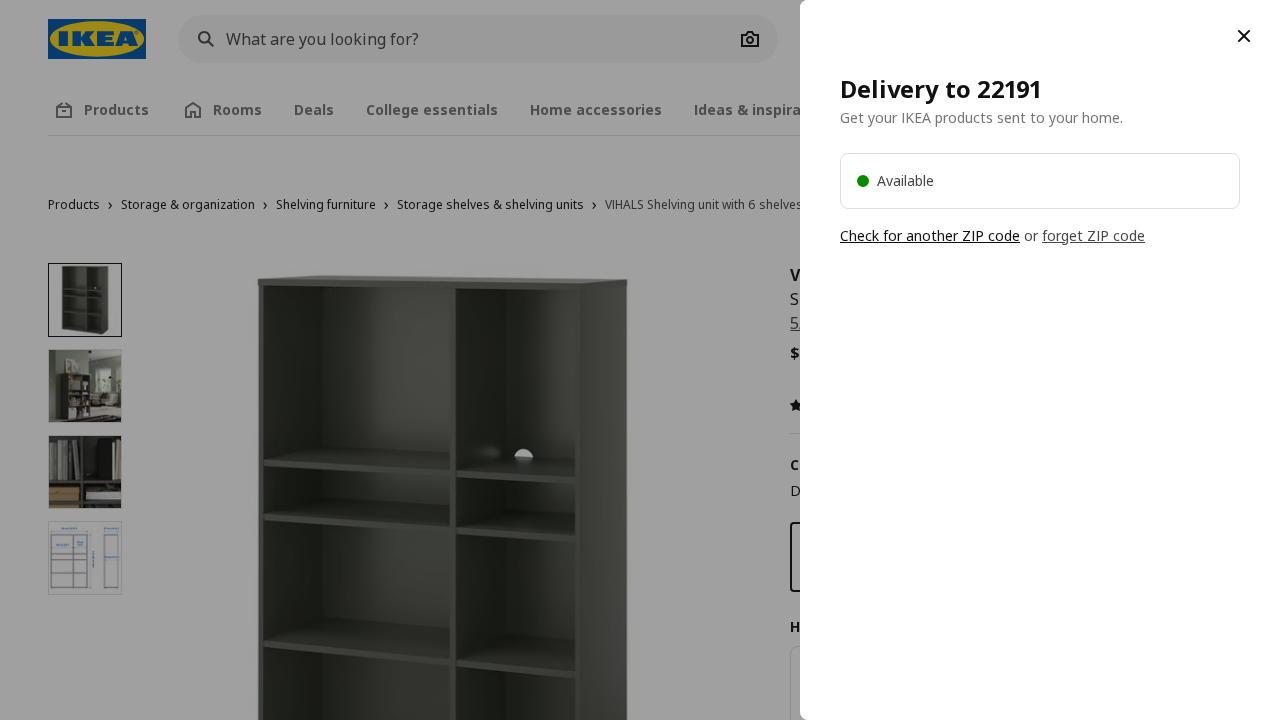 IKEA
What are you looking for?
Products
Rooms
Deals
College essentials
Home accessories
Ideas & inspira
Products › Storage & organization › Shelving furniture › Storage shelves & shelving units › VIHALS Shelving unit with 6 shelves
V
S
5
$
C
D
H
Delivery to 22191
Get your IKEA products sent to your home.
Available
Check for another ZIP code or forget ZIP code